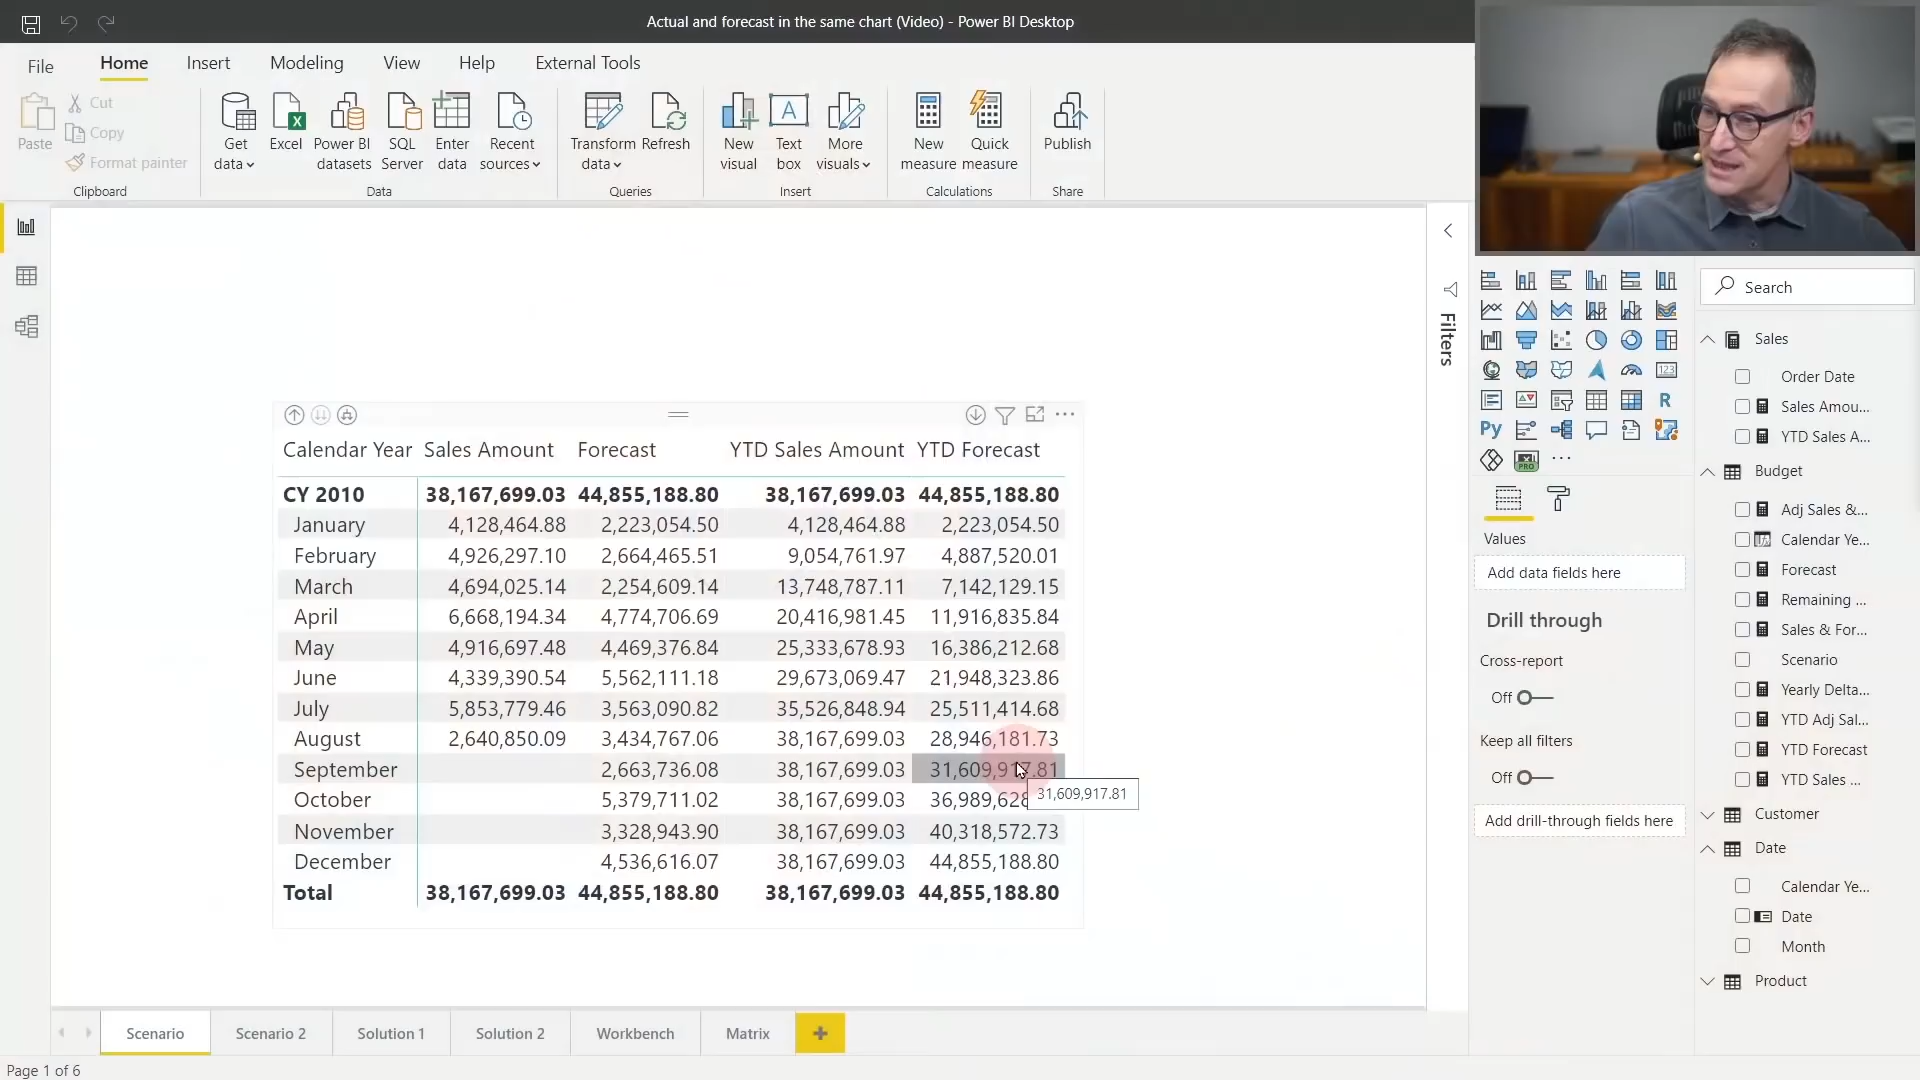 Actual and forecast in the same chart (Video) - Power BI Desktop
File Home Insert Modeling View Help External Tools
Paste
Cut
Copy
Format painter
Clipboard
Get data
Excel
Power BI datasets
SQL Server
Enter data
Recent sources
Data
Transform data
Refresh
Queries
New visual
Text box
More visuals
Insert
New measure
Quick measure
Calculations
Publish
Share
Calendar Year Sales Amount Forecast YTD Sales Amount YTD Forecast
CY 2010 38,167,699.03 44,855,188.80 38,167,699.03 44,855,188.80
January 4,128,464.88 2,223,054.50 4,128,464.88 2,223,054.50
February 4,926,297.10 2,664,465.51 9,054,761.97 4,887,520.01
March 4,694,025.14 2,254,609.14 13,748,787.11 7,142,129.15
April 6,668,194.34 4,774,706.69 20,416,981.45 11,916,835.84
May 4,916,697.48 4,469,376.84 25,333,678.93 16,386,212.68
June 4,339,390.54 5,562,111.18 29,673,069.47 21,948,323.86
July 5,853,779.46 3,563,090.82 35,526,848.94 25,511,414.68
August 2,640,850.09 3,434,767.06 38,167,699.03 28,946,181.73
September 2,663,736.08 38,167,699.03 31,609,917.81
31,609,917.81
October 5,379,711.02 38,167,699.03 36,989,628
November 3,328,943.90 38,167,699.03 40,318,572.73
December 4,536,616.07 38,167,699.03 44,855,188.80
Total 38,167,699.03 44,855,188.80 38,167,699.03 44,855,188.80
Filters
123
R
Py
PRO
Values
Add data fields here
Drill through
Cross-report
Off
Keep all filters
Off
Add drill-through fields here
Search
Sales
Order Date
Sales Amou...
YTD Sales A...
Budget
Adj Sales &...
Calendar Ye...
Forecast
Remaining ...
Sales & For...
Scenario
Yearly Delta...
YTD Adj Sal...
YTD Forecast
YTD Sales ...
Customer
Date
Calendar Ye...
Date
Month
Product
Scenario Scenario 2 Solution 1 Solution 2 Workbench Matrix +
Page 1 of 6